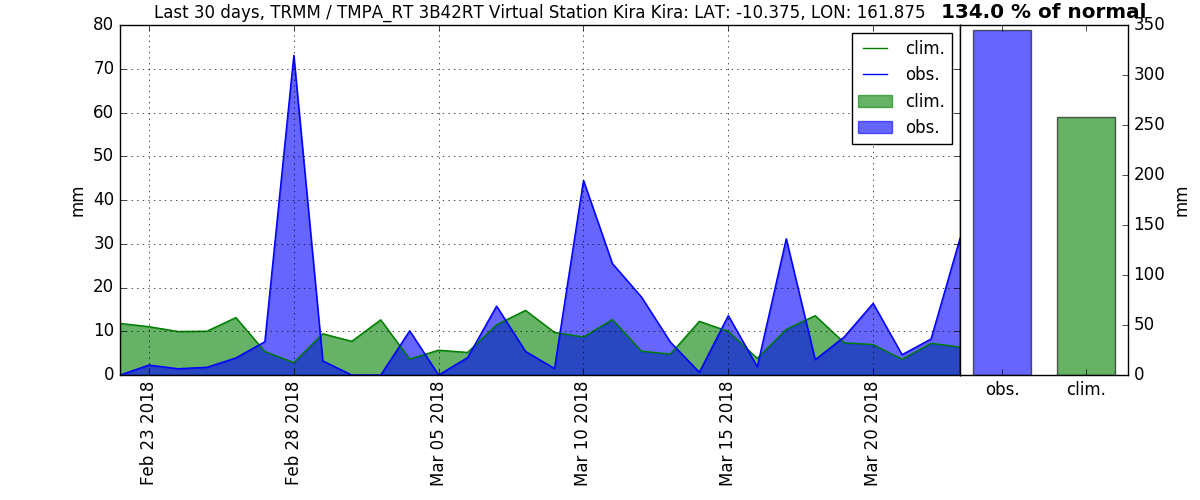 Last 30 days, TRMM / TMPA_RT 3B42RT Virtual Station Kira Kira: LAT: -10.375, LON: 161.875
134.0 % of normal
80
70
60
50
40
30
20
10
0
mm
clim.
obs.
clim.
obs.
350
300
250
200
150
100
50
0
mm
obs.
clim.
Feb 23 2018
Feb 28 2018
Mar 05 2018
Mar 10 2018
Mar 15 2018
Mar 20 2018